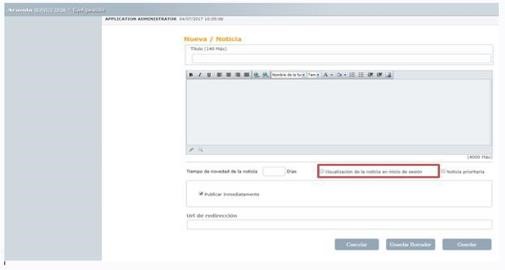 Aranda SERVICE DESK / Configuración
APPLICATION ADMINISTRATOR 04/07/2017 10:05:00
Nueva / Noticia
Título (140 Máx)
Nombre de la fuente Tam
(4000 Máx)
Tiempo de novedad de la noticia Días Visualización de la noticia en inicio de sesión Noticia prioritaria
Publicar Inmediatamente
Url de redirección
Cancelar Guardar Borrador Guardar